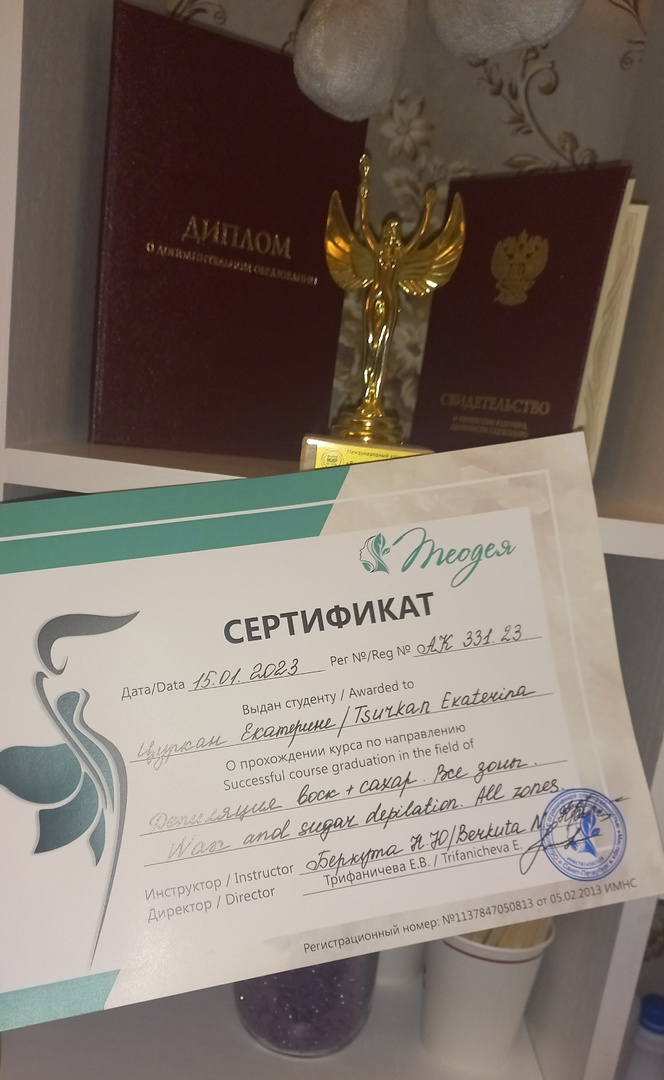 ДИПЛОМ
О ДОПОЛНИТЕЛЬНОМ ОБРАЗОВАНИИ
СВИДЕТЕЛЬСТВО
Международный
Теодея
СЕРТИФИКАТ
Дата/Data 15.01.2023 Рег №/Reg № АК 331.23
Выдан студенту / Awarded to
Цуркан Екатерине / Tsurkan Ekaterina
О прохождении курса по направлению
Successful course graduation in the field of
Депиляция воск + сахар. Все зоны.
Wax and sugar depilation. All zones.
Инструктор / Instructor Беркута Н.Ю/Berkuta N.
Директор / Director Трифаничева Е.В. / Trifanicheva E.
Регистрационный номер: №1137847050813 от 05.02.2013 ИМНС